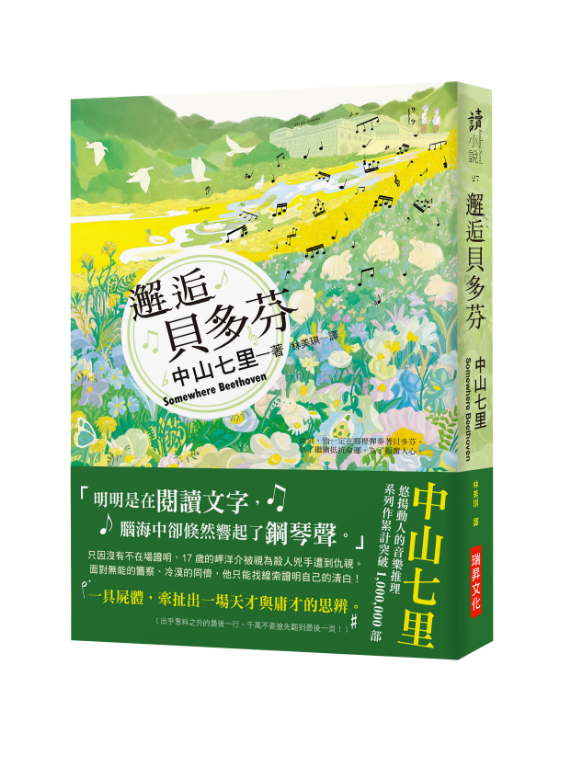 邂逅
貝多芬
中山七里—著 林美琪—譯
Somewhere Beethoven
「明明是在閱讀文字,
腦海中卻倏然響起了鋼琴聲。」
只因沒有不在場證明,17 歲的岬洋介被視為殺人兇手遭到仇視。
面對無能的警察、冷漠的同儕,他只能找線索證明自己的清白!
一具屍體,牽扯出一場天才與庸才的思辨。
(出乎意料之外的最後一行。千萬不要搶先翻到最後一頁!)
中山七里
悠揚動人的音樂推理
系列作累計突破 1,000,000 部
讀小說
27
邂逅貝多芬
中山七里
Somewhere Beethoven
林美琪 譯
瑞昇文化